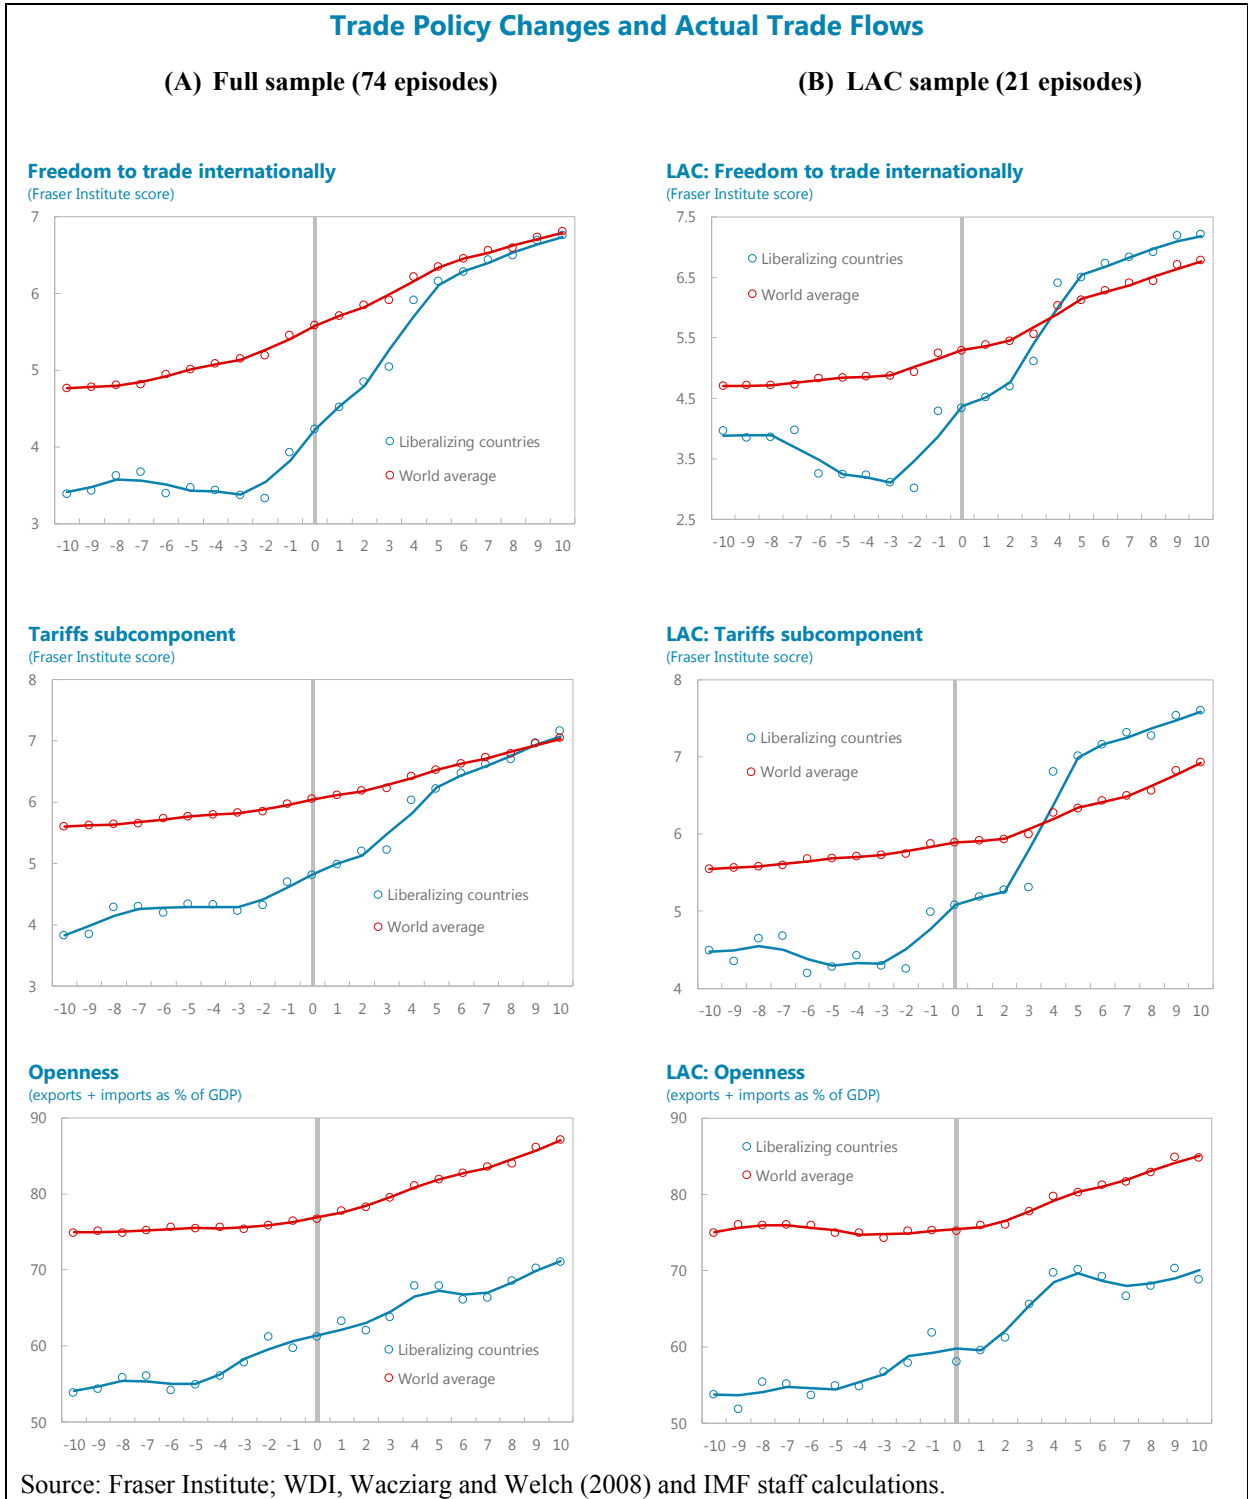 Trade Policy Changes and Actual Trade Flows
(A) Full sample (74 episodes)
(B) LAC sample (21 episodes)
Freedom to trade internationally
(Fraser Institute score)
7
6
5
4
3
Liberalizing countries
World average
-10 -9 -8 -7 -6 -5 -4 -3 -2 -1 0 1 2 3 4 5 6 7 8 9 10
LAC: Freedom to trade internationally
(Fraser Institute score)
7.5
6.5
5.5
4.5
3.5
2.5
Liberalizing countries
World average
-10 -9 -8 -7 -6 -5 -4 -3 -2 -1 0 1 2 3 4 5 6 7 8 9 10
Tariffs subcomponent
(Fraser Institute score)
8
7
6
5
4
3
Liberalizing countries
World average
-10 -9 -8 -7 -6 -5 -4 -3 -2 -1 0 1 2 3 4 5 6 7 8 9 10
LAC: Tariffs subcomponent
(Fraser Institute socre)
8
7
6
5
4
Liberalizing countries
World average
-10 -9 -8 -7 -6 -5 -4 -3 -2 -1 0 1 2 3 4 5 6 7 8 9 10
Openness
(exports + imports as % of GDP)
90
80
70
60
50
Liberalizing countries
World average
-10 -9 -8 -7 -6 -5 -4 -3 -2 -1 0 1 2 3 4 5 6 7 8 9 10
LAC: Openness
(exports + imports as % of GDP)
90
80
70
60
50
Liberalizing countries
World average
-10 -9 -8 -7 -6 -5 -4 -3 -2 -1 0 1 2 3 4 5 6 7 8 9 10
Source: Fraser Institute; WDI, Wacziarg and Welch (2008) and IMF staff calculations.